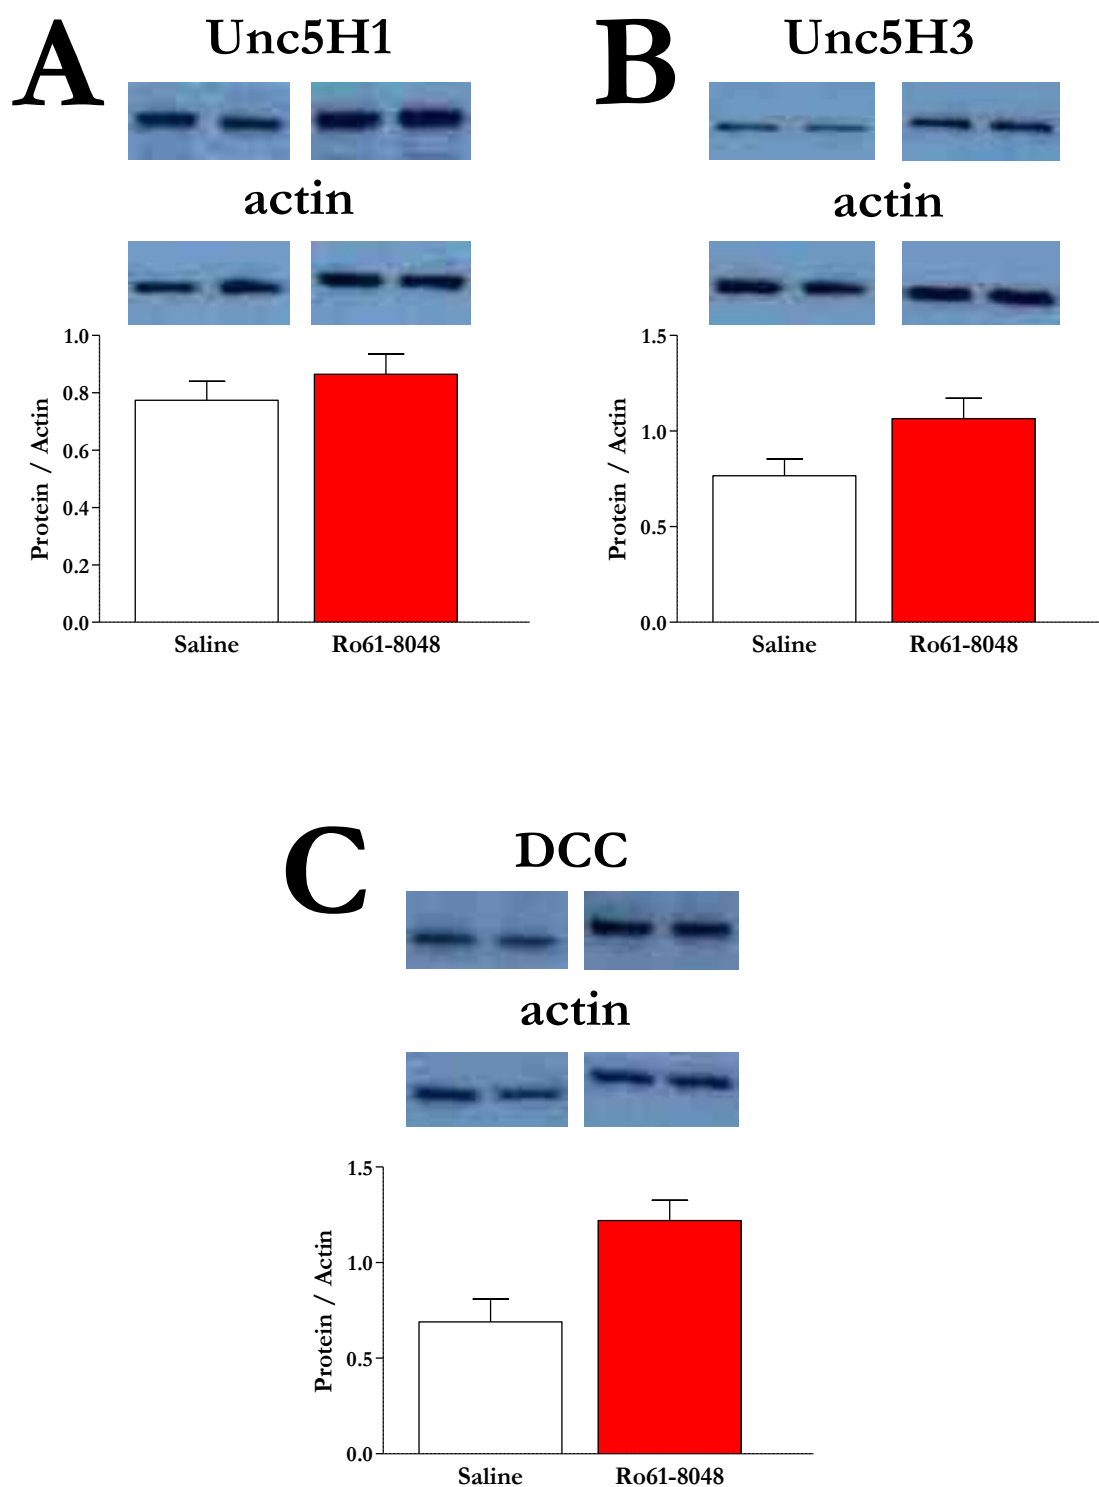 A
Unc5H1
actin
1.0
0.8
0.6
0.4
0.2
0.0
Protein / Actin
Saline
Ro61-8048
B
Unc5H3
actin
1.5
1.0
0.5
0.0
Protein / Actin
Saline
Ro61-8048
C
DCC
actin
1.5
1.0
0.5
0.0
Protein / Actin
Saline
Ro61-8048